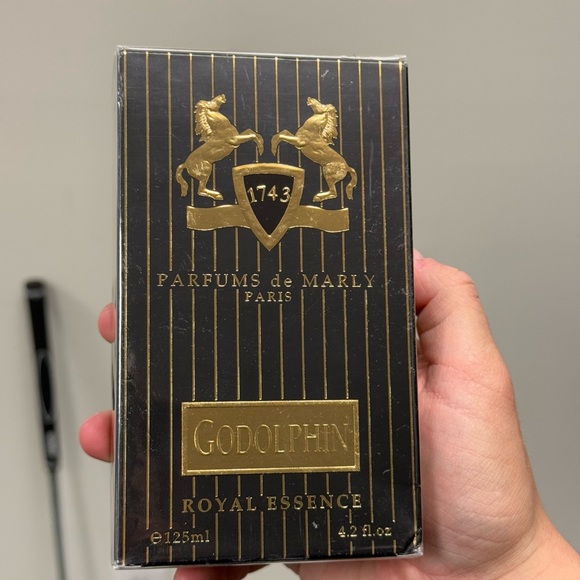 1743
PARFUMS de MARLY
PARIS
GODOLPHIN
ROYAL ESSENCE
℮125ml 4.2 fl.oz